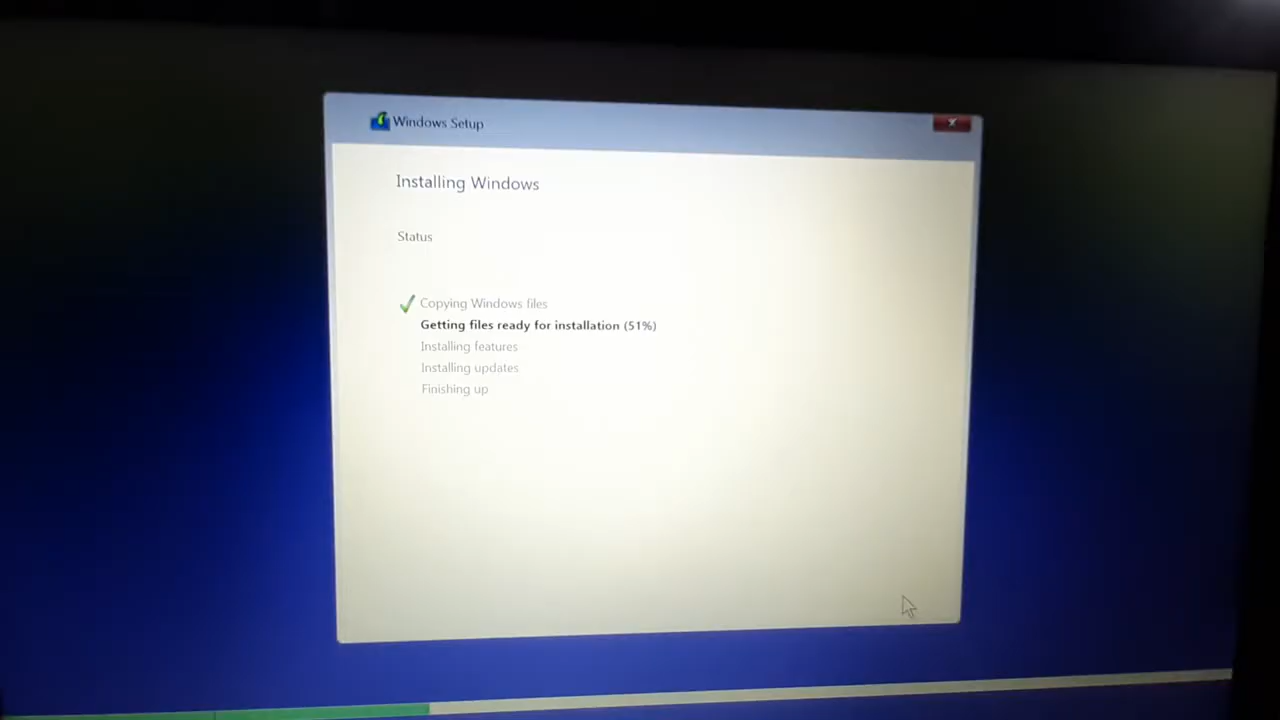 Windows Setup
Installing Windows
Status
Copying Windows files
Getting files ready for installation (51%)
Installing features
Installing updates
Finishing up